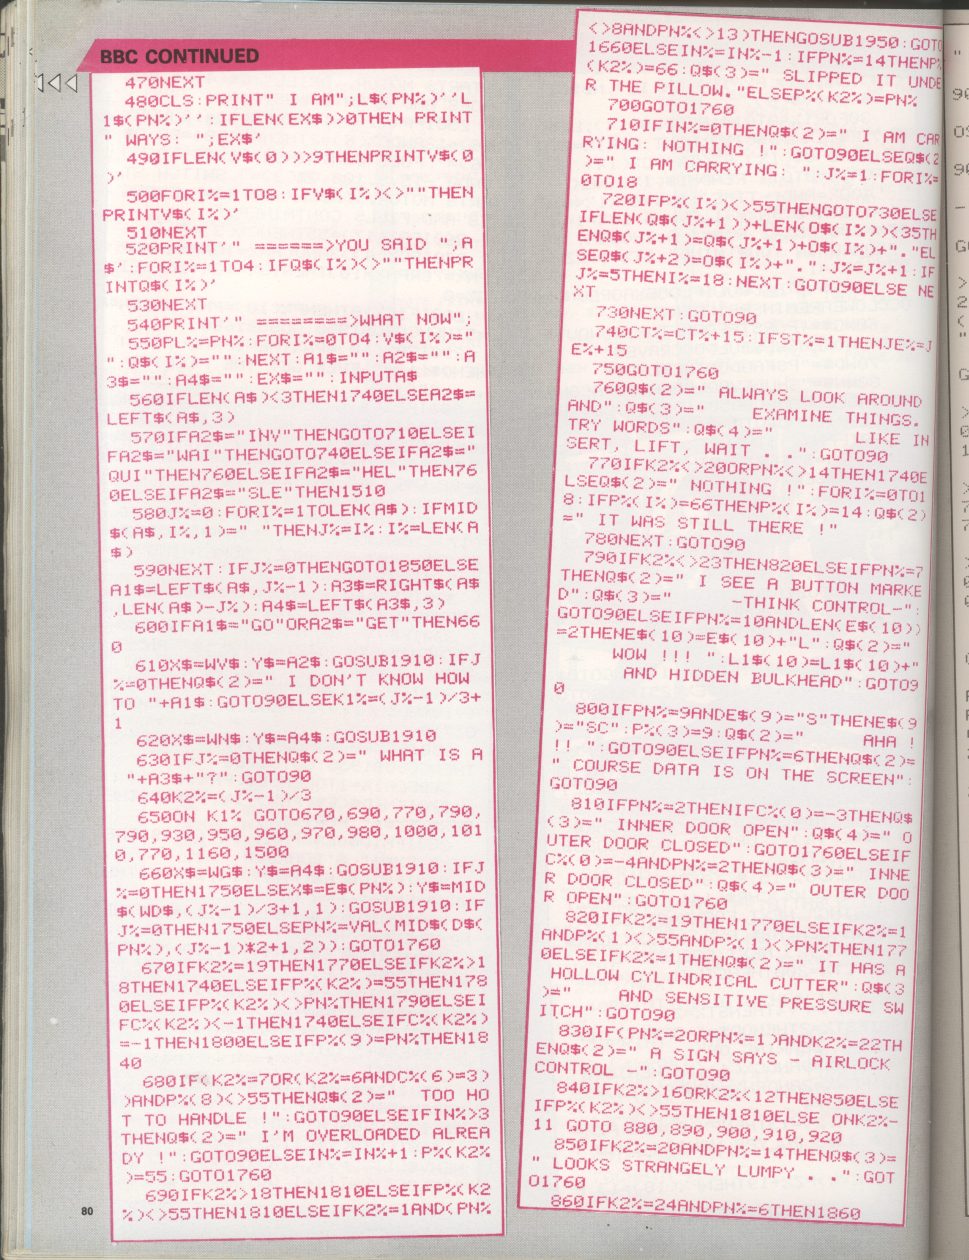 BBC CONTINUED
470NEXT
480CLS:PRINT" I AM";L$(PN%)''L
1$(PN%)'':IFLEN(EX$)>0THEN PRINT
" WAYS: ";EX$'
490IFLEN(V$(0))>9THENPRINTV$(0
)'
500FORI%=1TO8:IFV$(I%)<>""THEN
PRINTV$(I%)'
510NEXT
520PRINT'" ======>YOU SAID ";A
$':FORI%=1TO4:IFQ$(I%)<>""THENPR
INTQ$(I%)'
530NEXT
540PRINT'" ========>WHAT NOW";
550PL%=PN%:FORI%=0TO4:V$(I%)="
":Q$(I%)="":NEXT:A1$="":A2$="":A
3$="":A4$="":EX$="":INPUTA$
560IFLEN(A$)<3THEN1740ELSEA2$=
LEFT$(A$,3)
570IFA2$="INV"THENGOTO710ELSEI
FA2$="WAI"THENGOTO740ELSEIFA2$="
QUI"THEN760ELSEIFA2$="HEL"THEN76
0ELSEIFA2$="SLE"THEN1510
580J%=0:FORI%=1TOLEN(A$):IFMID
$(A$,I%,1)=" "THENJ%=I%:I%=LEN(A
$)
590NEXT:IFJ%=0THENGOTO1850ELSE
A1$=LEFT$(A$,J%-1):A3$=RIGHT$(A$
,LEN(A$)-J%):A4$=LEFT$(A3$,3)
600IFA1$="GO"ORA2$="GET"THEN66
0
610X$=WV$:Y$=A2$:GOSUB1910:IFJ
%=0THENQ$(2)=" I DON'T KNOW HOW
TO "+A1$:GOTO90ELSEK1%=(J%-1)/3+
1
620X$=WN$:Y$=A4$:GOSUB1910
630IFJ%=0THENQ$(2)=" WHAT IS A
"+A3$+"?":GOTO90
640K2%=(J%-1)/3
650ON K1% GOTO670,690,770,790,
790,930,950,960,970,980,1000,101
0,770,1160,1500
660X$=WG$:Y$=A4$:GOSUB1910:IFJ
%=0THEN1750ELSEX$=E$(PN%):Y$=MID
$(WD$,(J%-1)/3+1,1):GOSUB1910:IF
J%=0THEN1750ELSEPN%=VAL(MID$(D$(
PN%),(J%-1)*2+1,2)):GOTO1760
670IFK2%=19THEN1770ELSEIFK2%>1
8THEN1740ELSEIFP%(K2%)=55THEN178
0ELSEIFP%(K2%)<>PN%THEN1790ELSEI
FC%(K2%)<-1THEN1740ELSEIFC%(K2%)
=-1THEN1800ELSEIFP%(9)=PN%THEN18
40
680IF(K2%=7OR(K2%=6ANDC%(6)=3)
)ANDP%(8)<>55THENQ$(2)="  TOO HO
T TO HANDLE !":GOTO90ELSEIFIN%>3
THENQ$(2)=" I'M OVERLOADED ALREA
DY !":GOTO90ELSEIN%=IN%+1:P%(K2%
)=55:GOTO1760
690IFK2%>18THEN1810ELSEIFP%(K2
%)<>55THEN1810ELSEIFK2%=1AND(PN%
80
<>8ANDPN%<>13)THENGOSUB1950:GOTO
1660ELSEIN%=IN%-1:IFPN%=14THENP%
(K2%)=66:Q$(3)=" SLIPPED IT UNDE
R THE PILLOW."ELSEP%(K2%)=PN%
700GOTO1760
710IFIN%=0THENQ$(2)=" I AM CAR
RYING: NOTHING !":GOTO90ELSEQ$(2
)=" I AM CARRYING: ":J%=1:FORI%=
0TO18
720IFP%(I%)<>55THENGOTO730ELSE
IFLEN(Q$(J%+1))+LEN(O$(I%))<35TH
ENQ$(J%+1)=Q$(J%+1)+O$(I%)+"."EL
SEQ$(J%+2)=O$(I%)+".":J%=J%+1:IF
J%=5THENI%=18:NEXT:GOTO90ELSE NE
XT
730NEXT:GOTO90
740CT%=CT%+15:IFST%=1THENJE%=J
E%+15
750GOTO1760
760Q$(2)=" ALWAYS LOOK AROUND
AND":Q$(3)="     EXAMINE THINGS.
TRY WORDS":Q$(4)="       LIKE IN
SERT, LIFT, WAIT . .":GOTO90
770IFK2%<>20ORPN%<>14THEN1740E
LSEQ$(2)=" NOTHING !":FORI%=0TO1
8:IFP%(I%)=66THENP%(I%)=14:Q$(2)
=" IT WAS STILL THERE !"
780NEXT:GOTO90
790IFK2%<>23THEN820ELSEIFPN%=7
THENQ$(2)=" I SEE A BUTTON MARKE
D":Q$(3)="     -THINK CONTROL-":
GOTO90ELSEIFPN%=10ANDLEN(E$(10))
=2THENE$(10)=E$(10)+"L":Q$(2)="
WOW !!! ":L1$(10)=L1$(10)+"
AND HIDDEN BULKHEAD":GOTO9
0
800IFPN%=9ANDE$(9)="S"THENE$(9
)="SC":P%(3)=9:Q$(2)="     AHA !
!! ":GOTO90ELSEIFPN%=6THENQ$(2)=
" COURSE DATA IS ON THE SCREEN":
GOTO90
810IFPN%=2THENIFC%(0)=-3THENQ$
(3)=" INNER DOOR OPEN":Q$(4)=" O
UTER DOOR CLOSED":GOTO1760ELSEIF
C%(0)=-4ANDPN%=2THENQ$(3)=" INNE
R DOOR CLOSED":Q$(4)=" OUTER DOO
R OPEN":GOTO1760
820IFK2%=19THEN1770ELSEIFK2%=1
ANDP%(1)<>55ANDP%(1)<>PN%THEN177
0ELSEIFK2%=1THENQ$(2)=" IT HAS A
HOLLOW CYLINDRICAL CUTTER":Q$(3
)="     AND SENSITIVE PRESSURE SW
ITCH":GOTO90
830IF(PN%=2ORPN%=1)ANDK2%=22TH
ENQ$(2)=" A SIGN SAYS - AIRLOCK
CONTROL -":GOTO90
840IFK2%>16ORK2%<12THEN850ELSE
IFP%(K2%)<>55THEN1810ELSE ONK2%-
11 GOTO 880,890,900,910,920
850IFK2%=20ANDPN%=14THENQ$(3)=
" LOOKS STRANGELY LUMPY . .":GOT
O1760
860IFK2%=24ANDPN%=6THEN1860